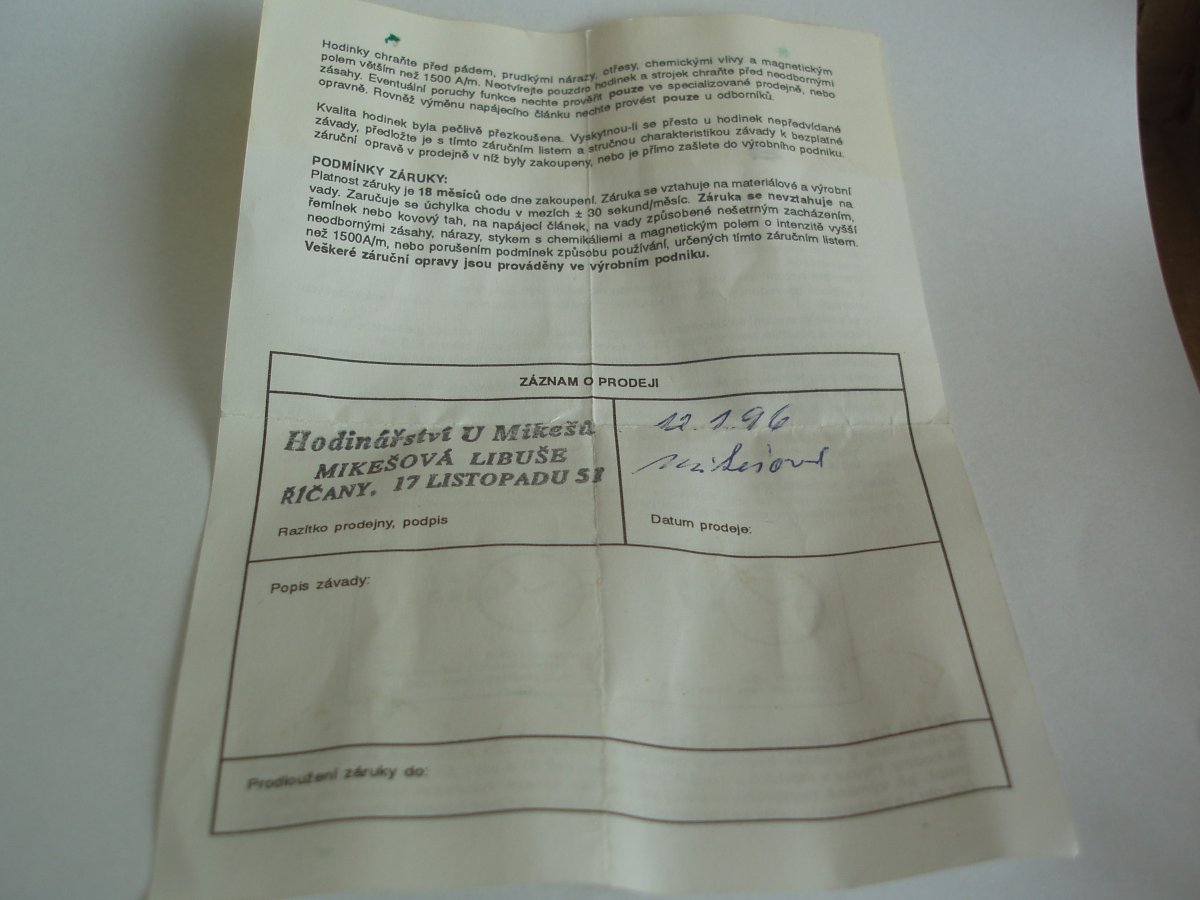 Hodinky chraňte před pádem, prudkými nárazy, otřesy, chemickými vlivy a magnetickým
polem větším než 1500 A/m. Neotvírejte pouzdro hodinek a strojek chraňte před neodbornými
zásahy. Eventuální poruchy funkce nechte prověřit pouze ve specializované prodejně, nebo
opravně. Rovněž výměnu napájecího článku nechte provést pouze u odborníků.
Kvalita hodinek byla pečlivě přezkoušena. Vyskytnou-li se přesto u hodinek nepředvídané
závady, předložte je s tímto záručním listem a stručnou charakteristikou závady k bezplatné
záruční opravě v prodejně v níž byly zakoupeny, nebo je přímo zašlete do výrobního podniku.
PODMÍNKY ZÁRUKY:
Platnost záruky je 18 měsíců ode dne zakoupení. Záruka se vztahuje na materiálové a výrobní
vady. Zaručuje se úchylka chodu v mezích ± 30 sekund/měsíc. Záruka se nevztahuje na
řemínek nebo kovový tah, na napájecí článek, na vady způsobené nešetrným zacházením,
neodbornými zásahy, nárazy, stykem s chemikáliemi a magnetickým polem o intenzitě vyšší
než 1500A/m, nebo porušením podmínek způsobu používání, určených tímto záručním listem.
Veškeré záruční opravy jsou prováděny ve výrobním podniku.
ZÁZNAM O PRODEJI
Hodinářství U Mikeša
MIKEŠOVÁ LIBUŠE
ŘÍČANY, 17 LISTOPADU 51
Razítko prodejny, podpis
12.1.96
Mikešová
Datum prodeje:
Popis závady:
Prodloužení záruky do: